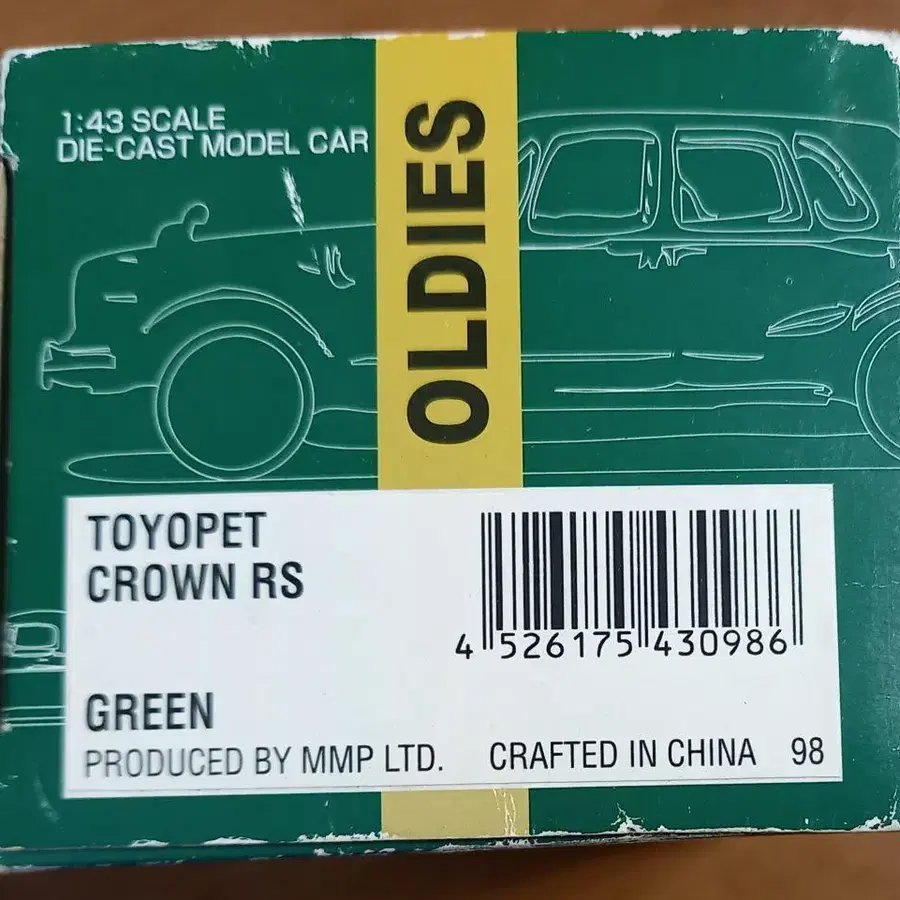 1:43 SCALE
DIE-CAST MODEL CAR
OLDIES
TOYOPET
CROWN RS
4 526175 430986
GREEN
PRODUCED BY MMP LTD. CRAFTED IN CHINA 98